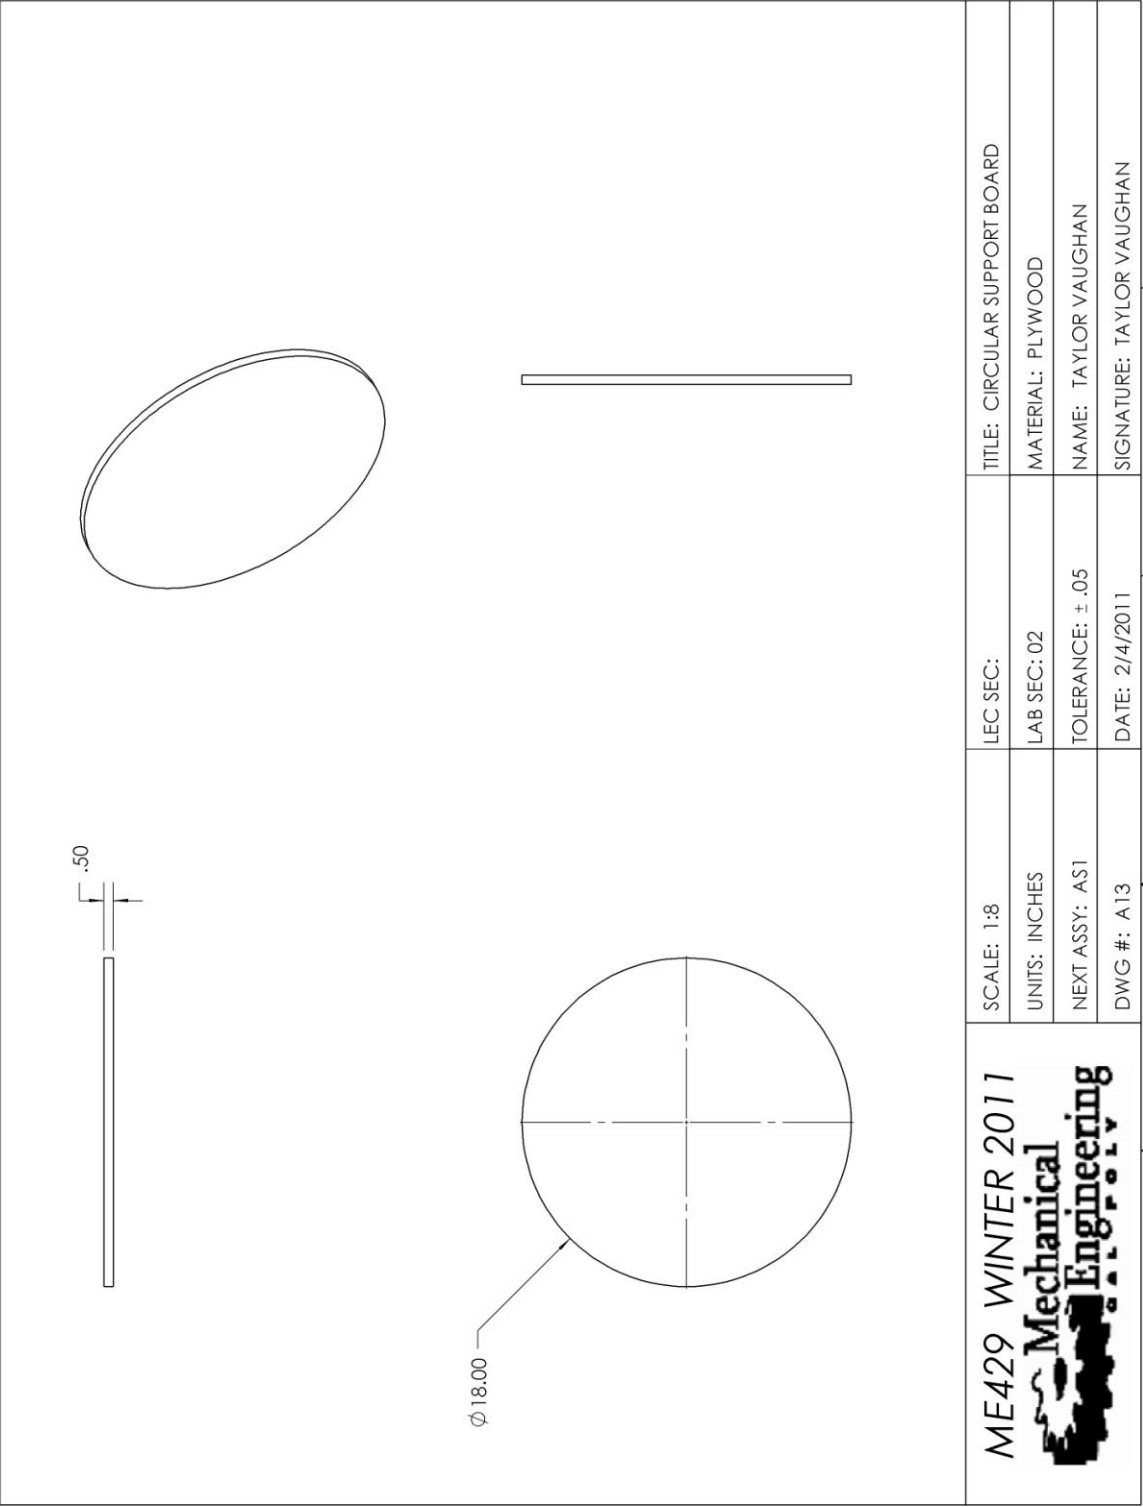 .50
Ø18.00
ME429 WINTER 2011
Mechanical
Engineering
CAL POLY
SCALE: 1:8
UNITS: INCHES
NEXT ASSY: AS1
DWG #: A13
LEC SEC:
LAB SEC: 02
TOLERANCE: ± .05
DATE: 2/4/2011
TITLE: CIRCULAR SUPPORT BOARD
MATERIAL: PLYWOOD
NAME: TAYLOR VAUGHAN
SIGNATURE: TAYLOR VAUGHAN